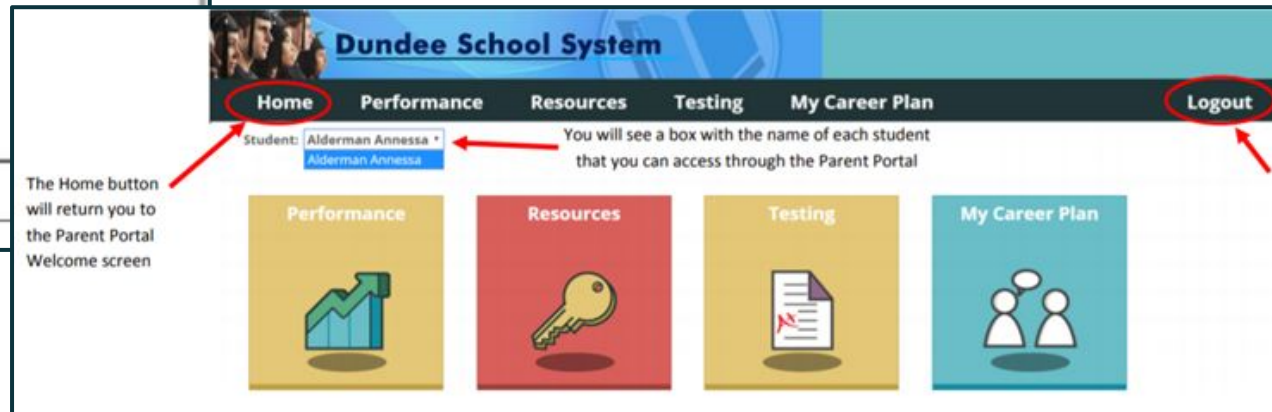 Dundee School System
Home Performance Resources Testing My Career Plan Logout
Student: Alderman Annessa
Alderman Annessa
You will see a box with the name of each student
that you can access through the Parent Portal
The Home button
will return you to
the Parent Portal
Welcome screen
Performance Resources Testing My Career Plan